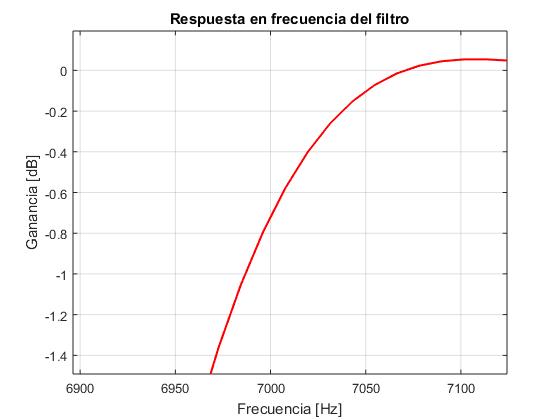 Respuesta en frecuencia del filtro
Ganancia [dB]
0
-0.2
-0.4
-0.6
-0.8
-1
-1.2
-1.4
6900 6950 7000 7050 7100
Frecuencia [Hz]